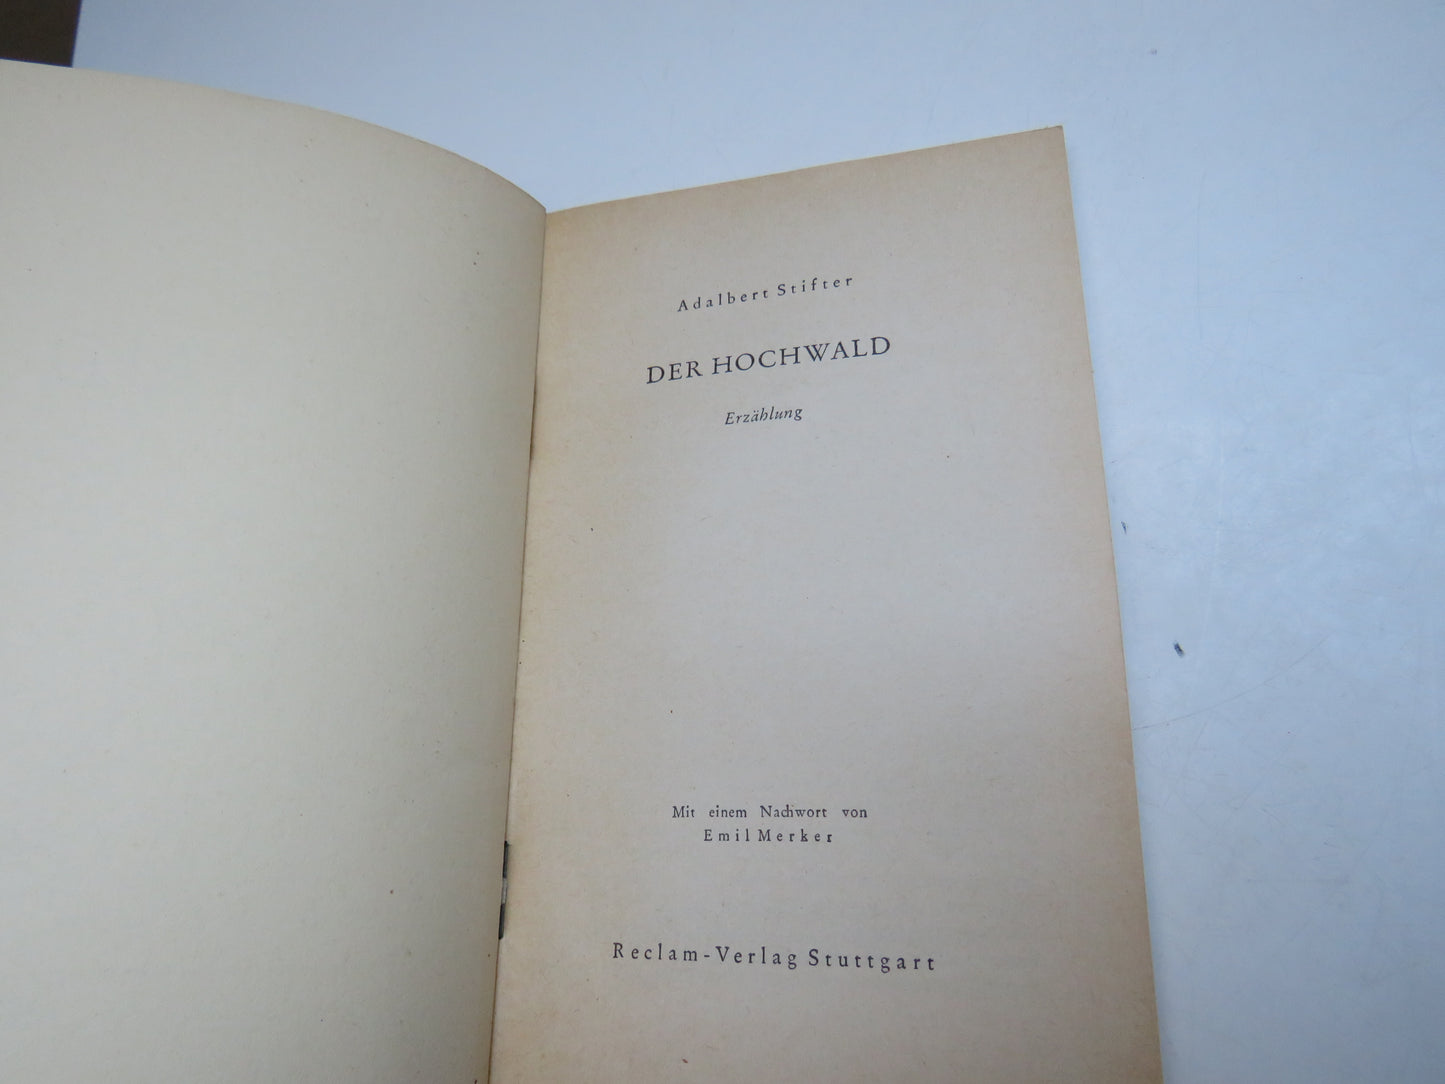 Adalbert Stifter
DER HOCHWALD
Erzählung
Mit einem Nachwort von
Emil Merker
Reclam-Verlag Stuttgart